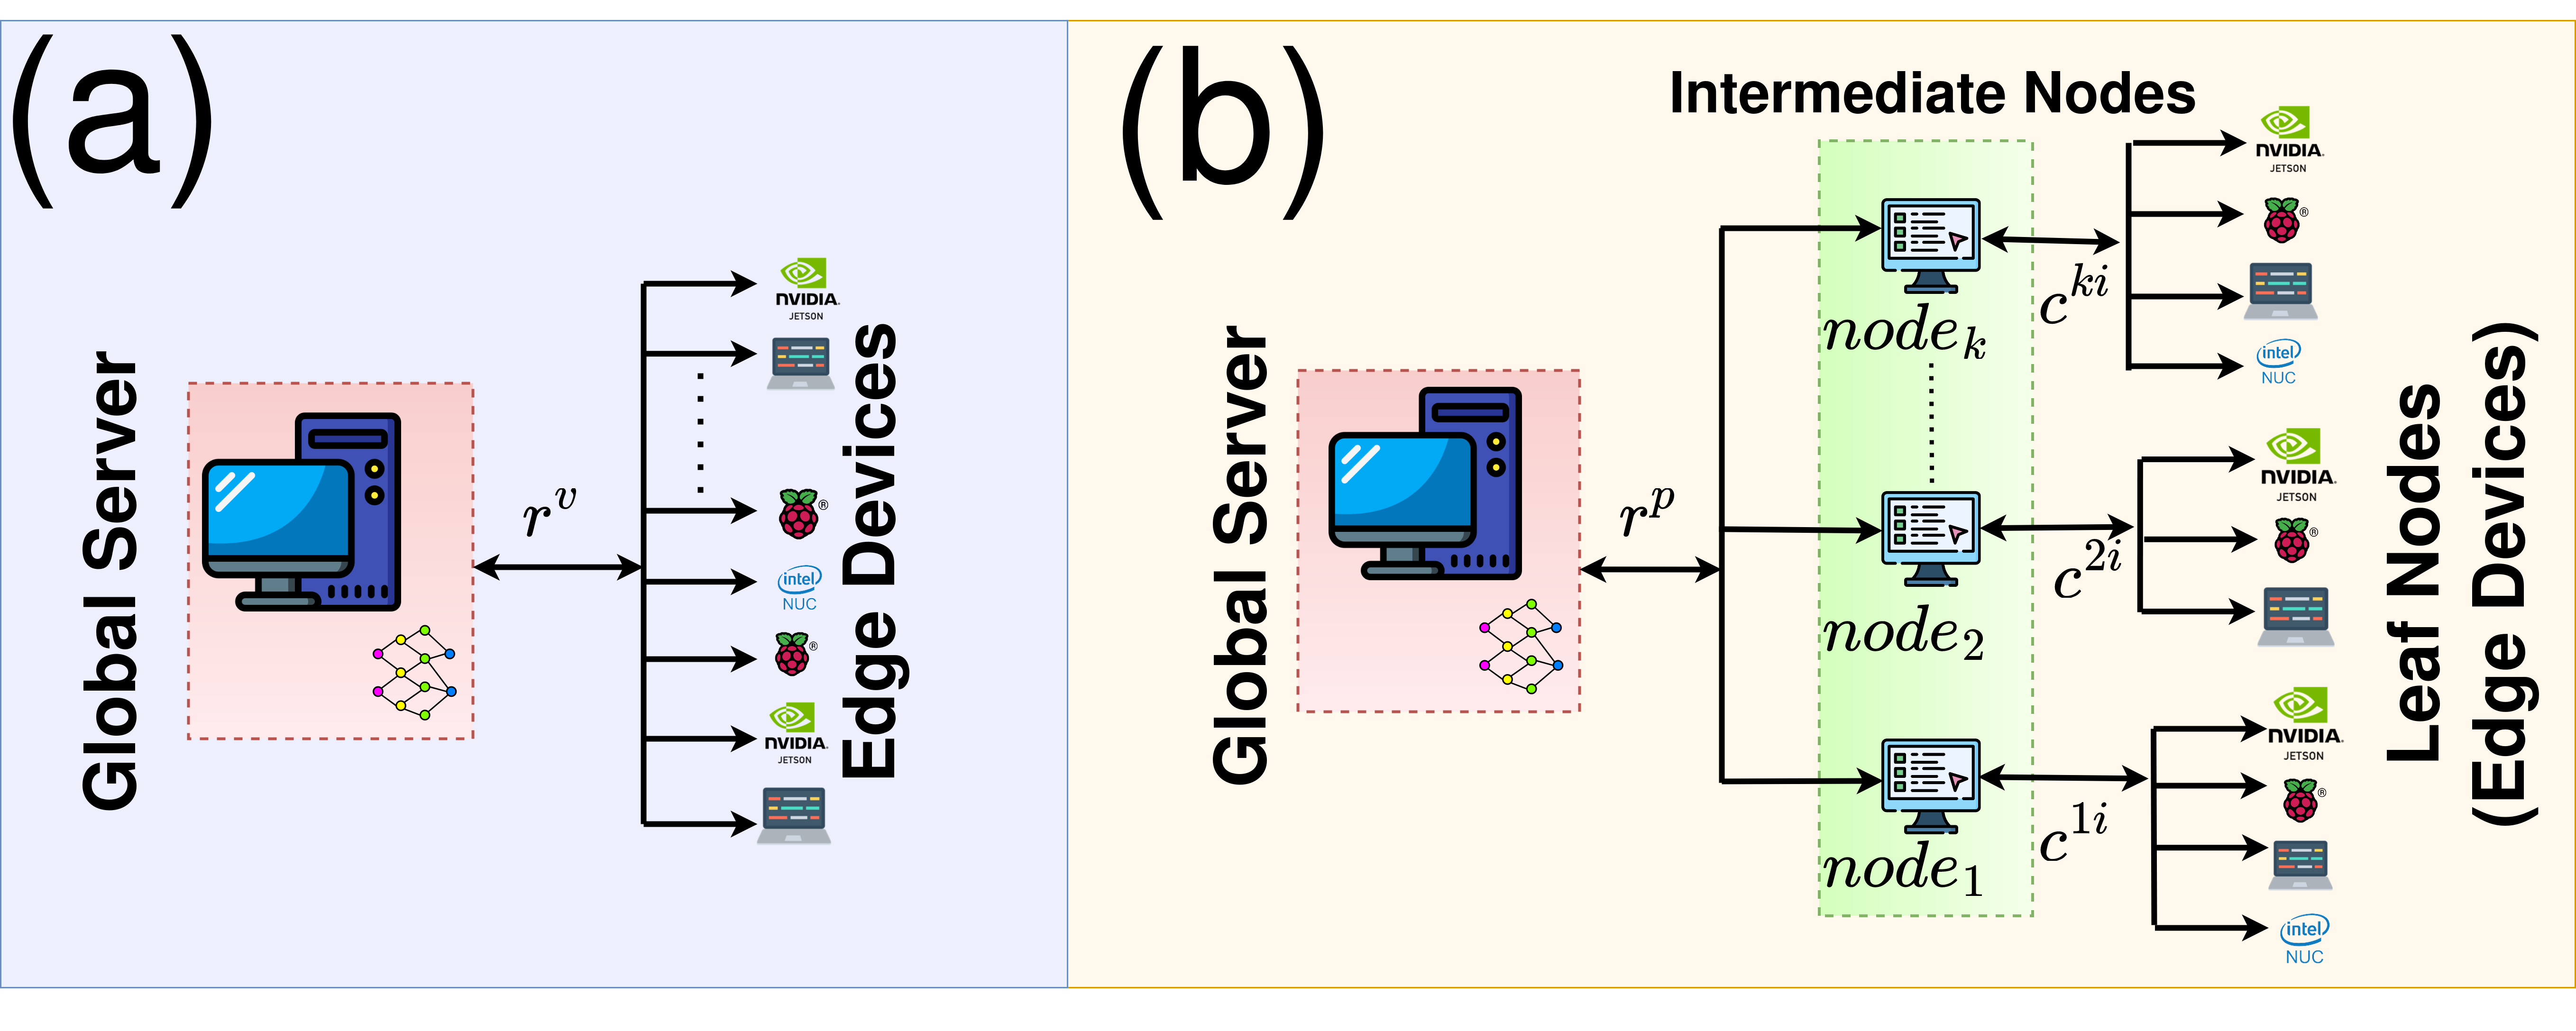 (a)
Global Server
r^v
NVIDIA.
JETSON
®
intel
NUC
®
NVIDIA.
JETSON
Edge Devices
(b)
Intermediate Nodes
Global Server
r^p
node_k
node_2
node_1
c^{ki}
c^{2i}
c^{1i}
NVIDIA.
JETSON
®
intel
NUC
NVIDIA.
JETSON
®
NVIDIA.
JETSON
®
intel
NUC
Leaf Nodes
(Edge Devices)